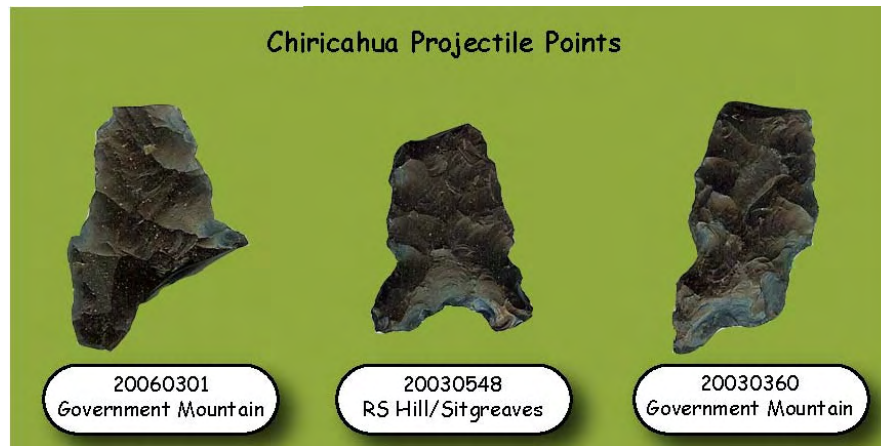 Chiricahua Projectile Points
20060301
Government Mountain
20030548
RS Hill/Sitgreaves
20030360
Government Mountain